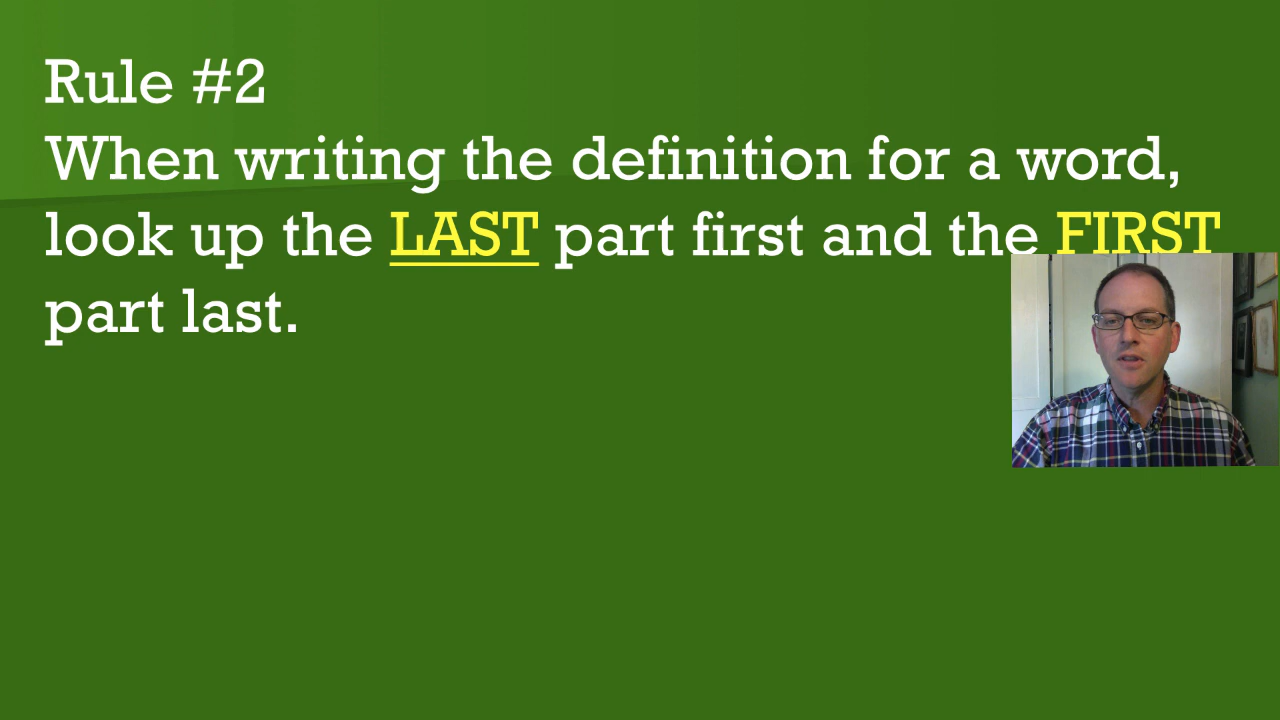 Rule #2
When writing the definition for a word,
look up the LAST part first and the FIRST
part last.